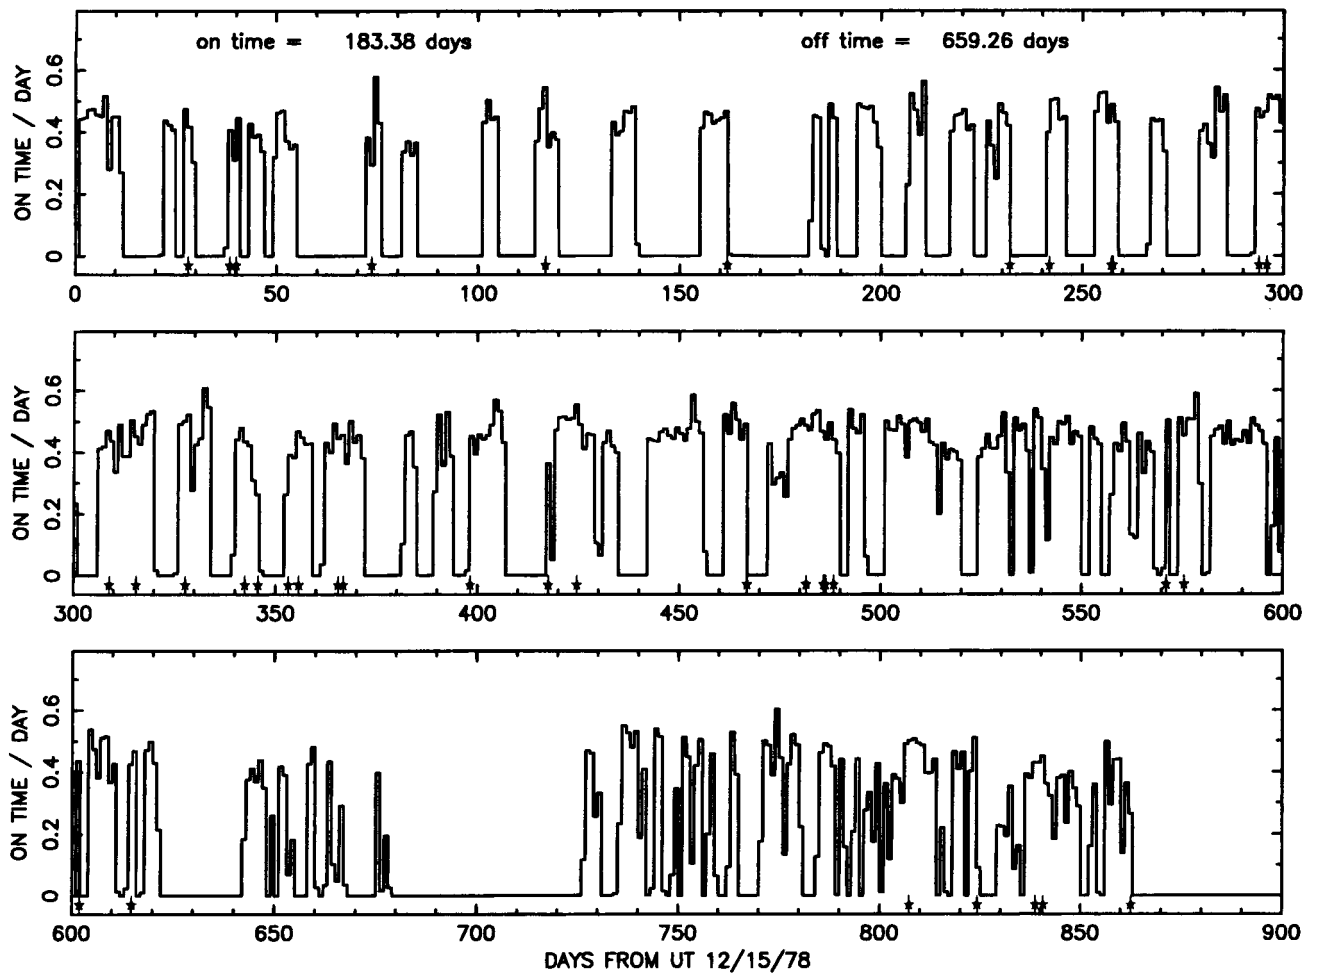 on time = 183.38 days off time = 659.26 days
ON TIME / DAY
0.6
0.4
0.2
0
0 50 100 150 200 250 300
ON TIME / DAY
0.6
0.4
0.2
0
300 350 400 450 500 550 600
ON TIME / DAY
0.6
0.4
0.2
0
600 650 700 750 800 850 900
DAYS FROM UT 12/15/78